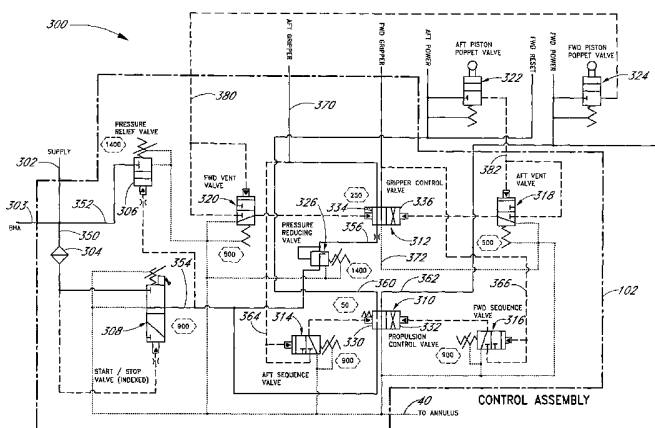 300
AFT GRIPPER
FWD GRIPPER
AFT POWER
FWD RESET
FWD POWER
AFT PISTON
POPPET VALVE
322
FWD PISTON
POPPET VALVE
324
380
370
PRESSURE
RELIEF VALVE
1400
SUPPLY
302
303
352
306
BHA
350
304
354
308
900
START / STOP
VALVE (INDEXED)
FWD VENT
VALVE
320
500
250
334
GRIPPER CONTROL
VALVE
336
312
326
356
PRESSURE
REDUCING
VALVE
1400
372
360
362
382
AFT VENT
VALVE
318
500
366
50
310
330
332
PROPULSION
CONTROL VALVE
FWD SEQUENCE
VALVE
316
900
364
314
900
AFT SEQUENCE
VALVE
102
40
TO ANNULUS
CONTROL ASSEMBLY